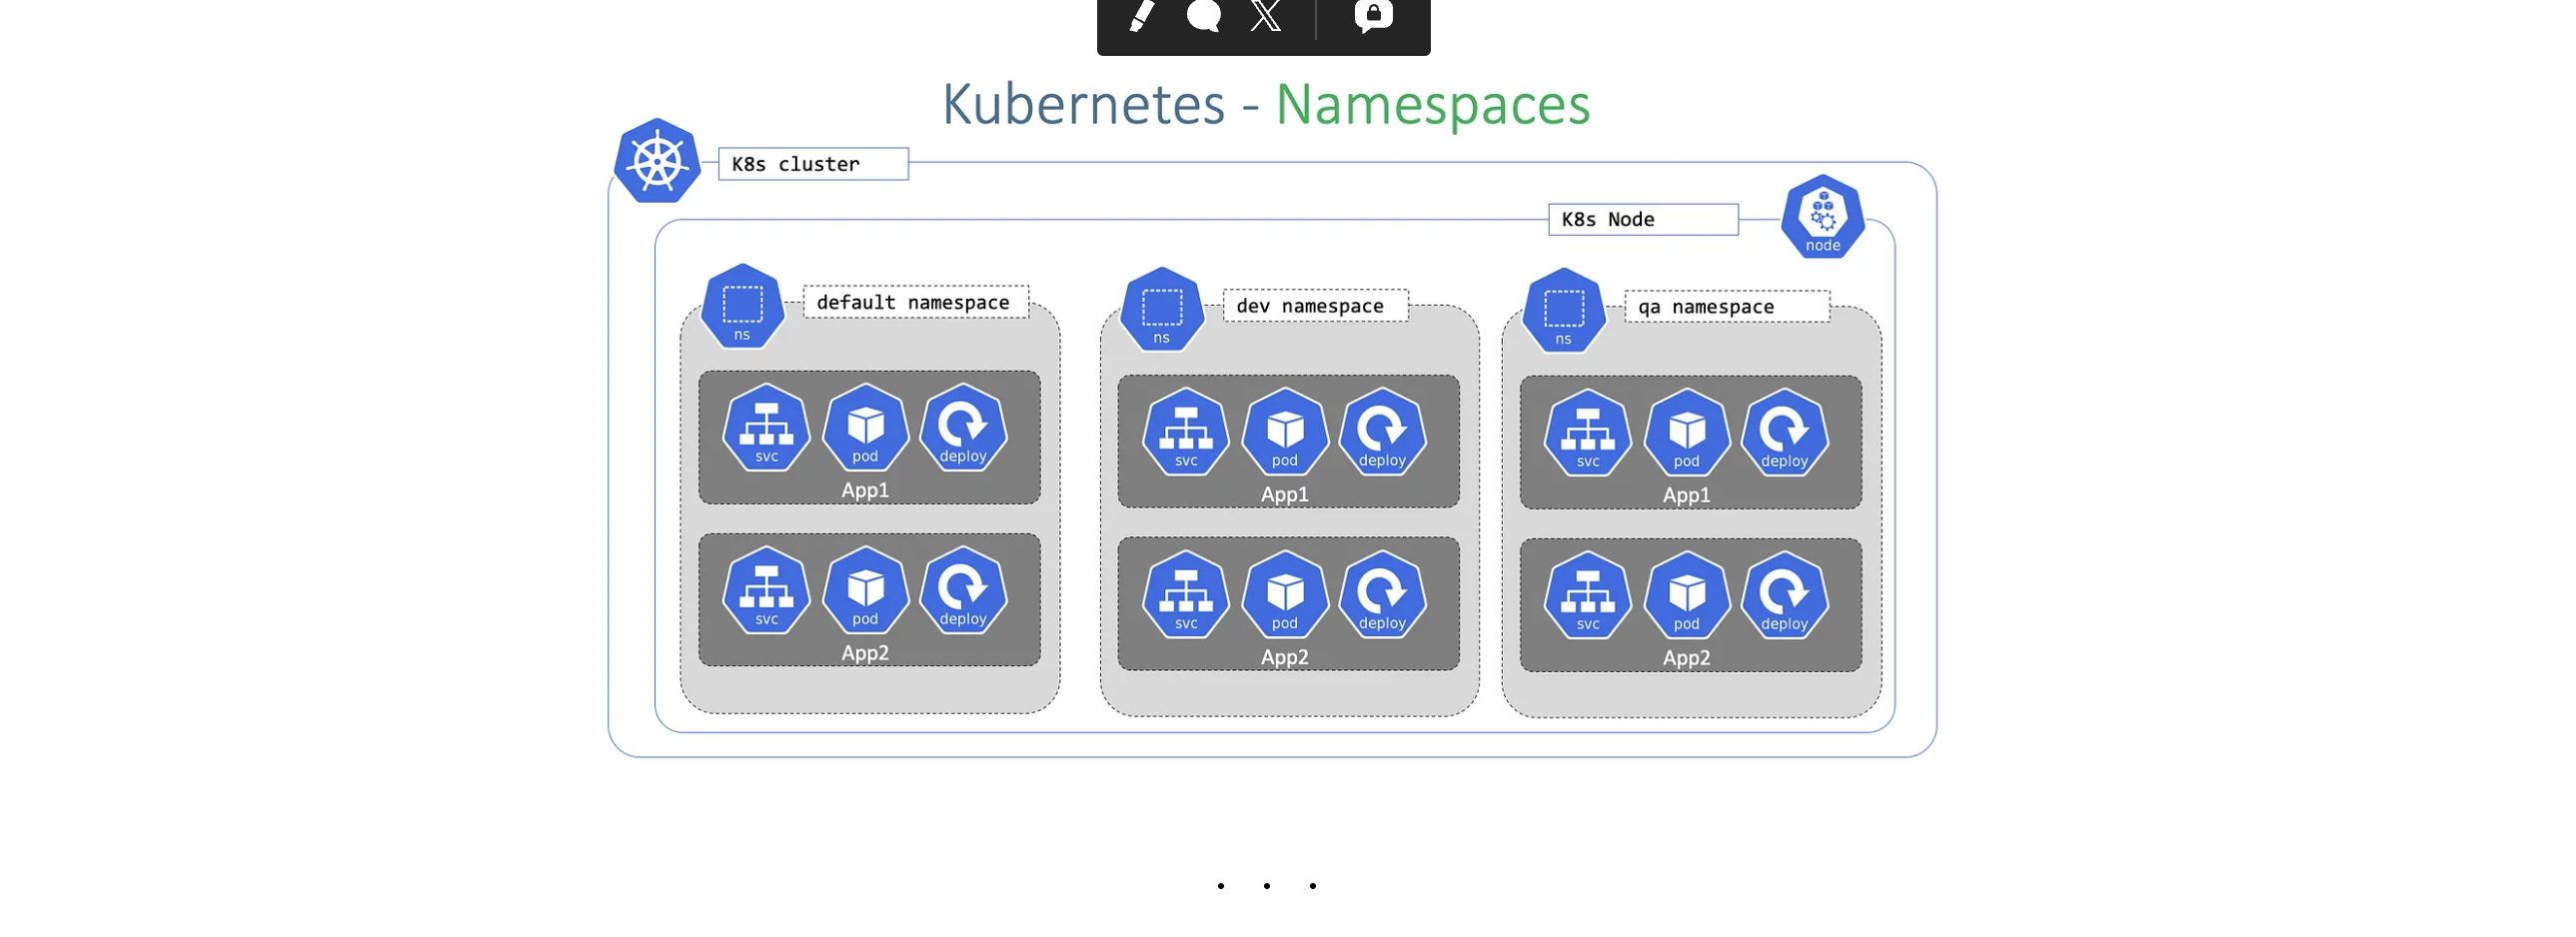 Kubernetes - Namespaces
K8s cluster
K8s Node
node
default namespace
ns
svc pod deploy
App1
svc pod deploy
App2
dev namespace
ns
svc pod deploy
App1
svc pod deploy
App2
qa namespace
ns
svc pod deploy
App1
svc pod deploy
App2